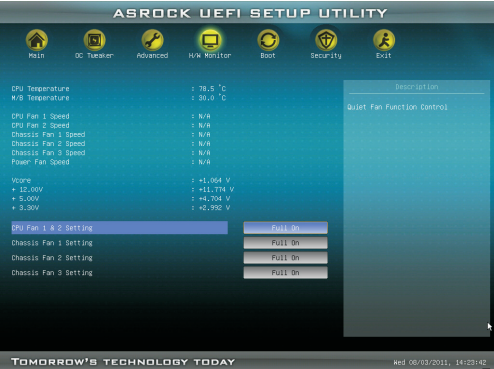 ASROCK UEFI SETUP UTILITY
Main OC Tweaker Advanced H/W Monitor Boot Security Exit
CPU Temperature : 78.5 °C
M/B Temperature : 30.0 °C
CPU Fan 1 Speed : N/A
CPU Fan 2 Speed : N/A
Chassis Fan 1 Speed : N/A
Chassis Fan 2 Speed : N/A
Chassis Fan 3 Speed : N/A
Power Fan Speed : N/A
Vcore : +1.064 V
+ 12.00V : +11.774 V
+ 5.00V : +4.704 V
+ 3.30V : +2.992 V
CPU Fan 1 & 2 Setting Full On
Chassis Fan 1 Setting Full On
Chassis Fan 2 Setting Full On
Chassis Fan 3 Setting Full On
Description
Quiet Fan Function Control
TOMORROW'S TECHNOLOGY TODAY
Wed 08/03/2011, 14:23:42